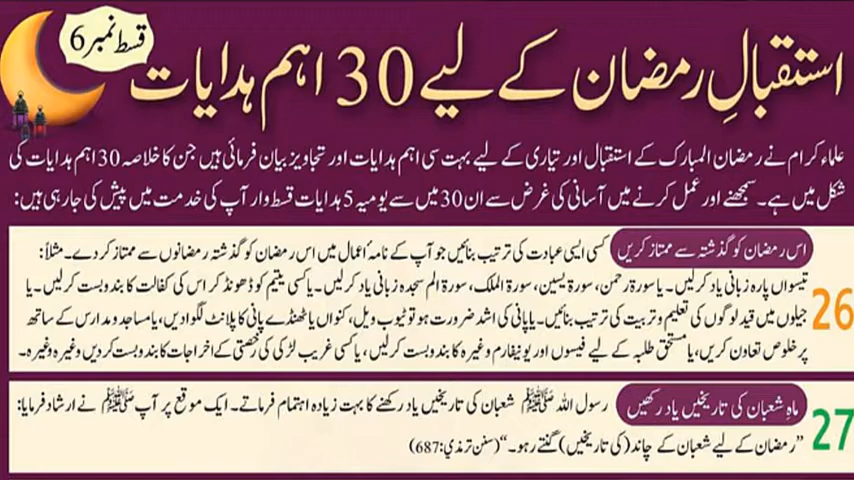 قسط نمبر 6
استقبالِ رمضان کے لیے 30 اہم ہدایات
علماء کرام نے رمضان المبارک کے استقبال اور تیاری کے لیے بہت سی اہم ہدایات اور تجاویز بیان فرمائی ہیں جن کا خلاصہ 30 اہم ہدایات کی
شکل میں ہے۔ سمجھنے اور عمل کرنے میں آسانی کی غرض سے ان 30 میں سے یومیہ 5 ہدایات قسط وار آپ کی خدمت میں پیش کی جارہی ہیں:
اس رمضان کو گذشتہ سے ممتاز کریں کسی ایسی عبادت کی ترتیب بنائیں جو آپ کے نامہ اعمال میں اس رمضان کو گذشتہ رمضانوں سے ممتاز کردے۔ مثلاً:
26 تیسواں پارہ زبانی یاد کرلیں۔ یا سورۃ رحمن، سورۃ یسین، سورۃ الملک، سورۃ الم سجدہ زبانی یاد کرلیں۔ یا کسی یتیم کو ڈھونڈ کر اس کی کفالت کا بندوبست کرلیں۔ یا
جیلوں میں قید لوگوں کی تعلیم و تربیت کی ترتیب بنائیں۔ یا پانی کی اشد ضرورت ہو تو ٹیوب ویل، کنواں یا ٹھنڈے پانی کا پلانٹ لگوادیں، یا مساجد و مدارس کے ساتھ
پر خلوص تعاون کریں، یا مستحق طلبہ کے لیے فیسوں اور یونیفارم وغیرہ کا بندوبست کرلیں، یا کسی غریب لڑکی کی رخصتی کے اخراجات کا بندوبست کردیں وغیرہ وغیرہ۔
27 ماہِ شعبان کی تاریخیں یاد رکھیں رسول اللہ ﷺ شعبان کی تاریخیں یاد رکھنے کا بہت زیادہ اہتمام فرماتے۔ ایک موقع پر آپ ﷺ نے ارشاد فرمایا:
”رمضان کے لیے شعبان کے چاند (کی تاریخیں) گنتے رہو۔“ (سنن ترمذی: 687)